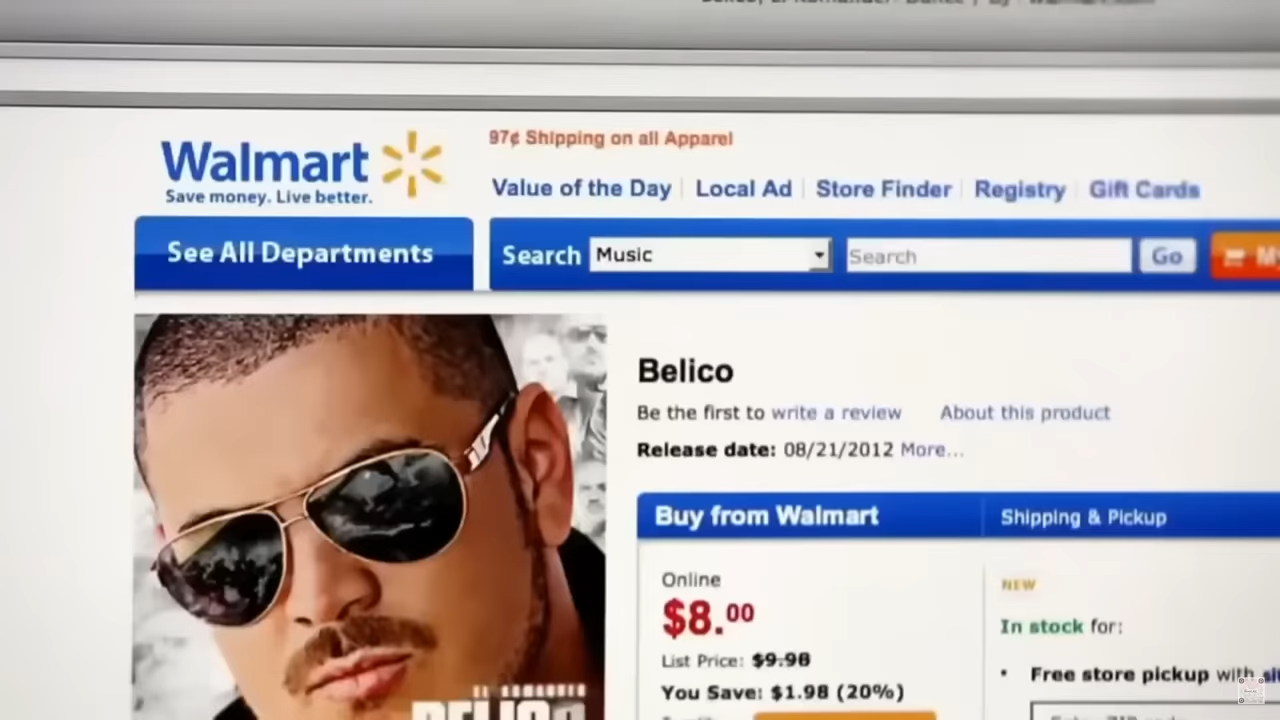 Walmart
Save money. Live better.
97¢ Shipping on all Apparel
Value of the Day Local Ad Store Finder Registry Gift Cards
See All Departments
Search Music Search Go
Belico
Be the first to write a review About this product
Release date: 08/21/2012 More...
Buy from Walmart Shipping & Pickup
Online
$8.00
NEW
In stock for:
List Price: $9.98
• Free store pickup with
You Save: $1.98 (20%)
EL KOMANDER
BELICO